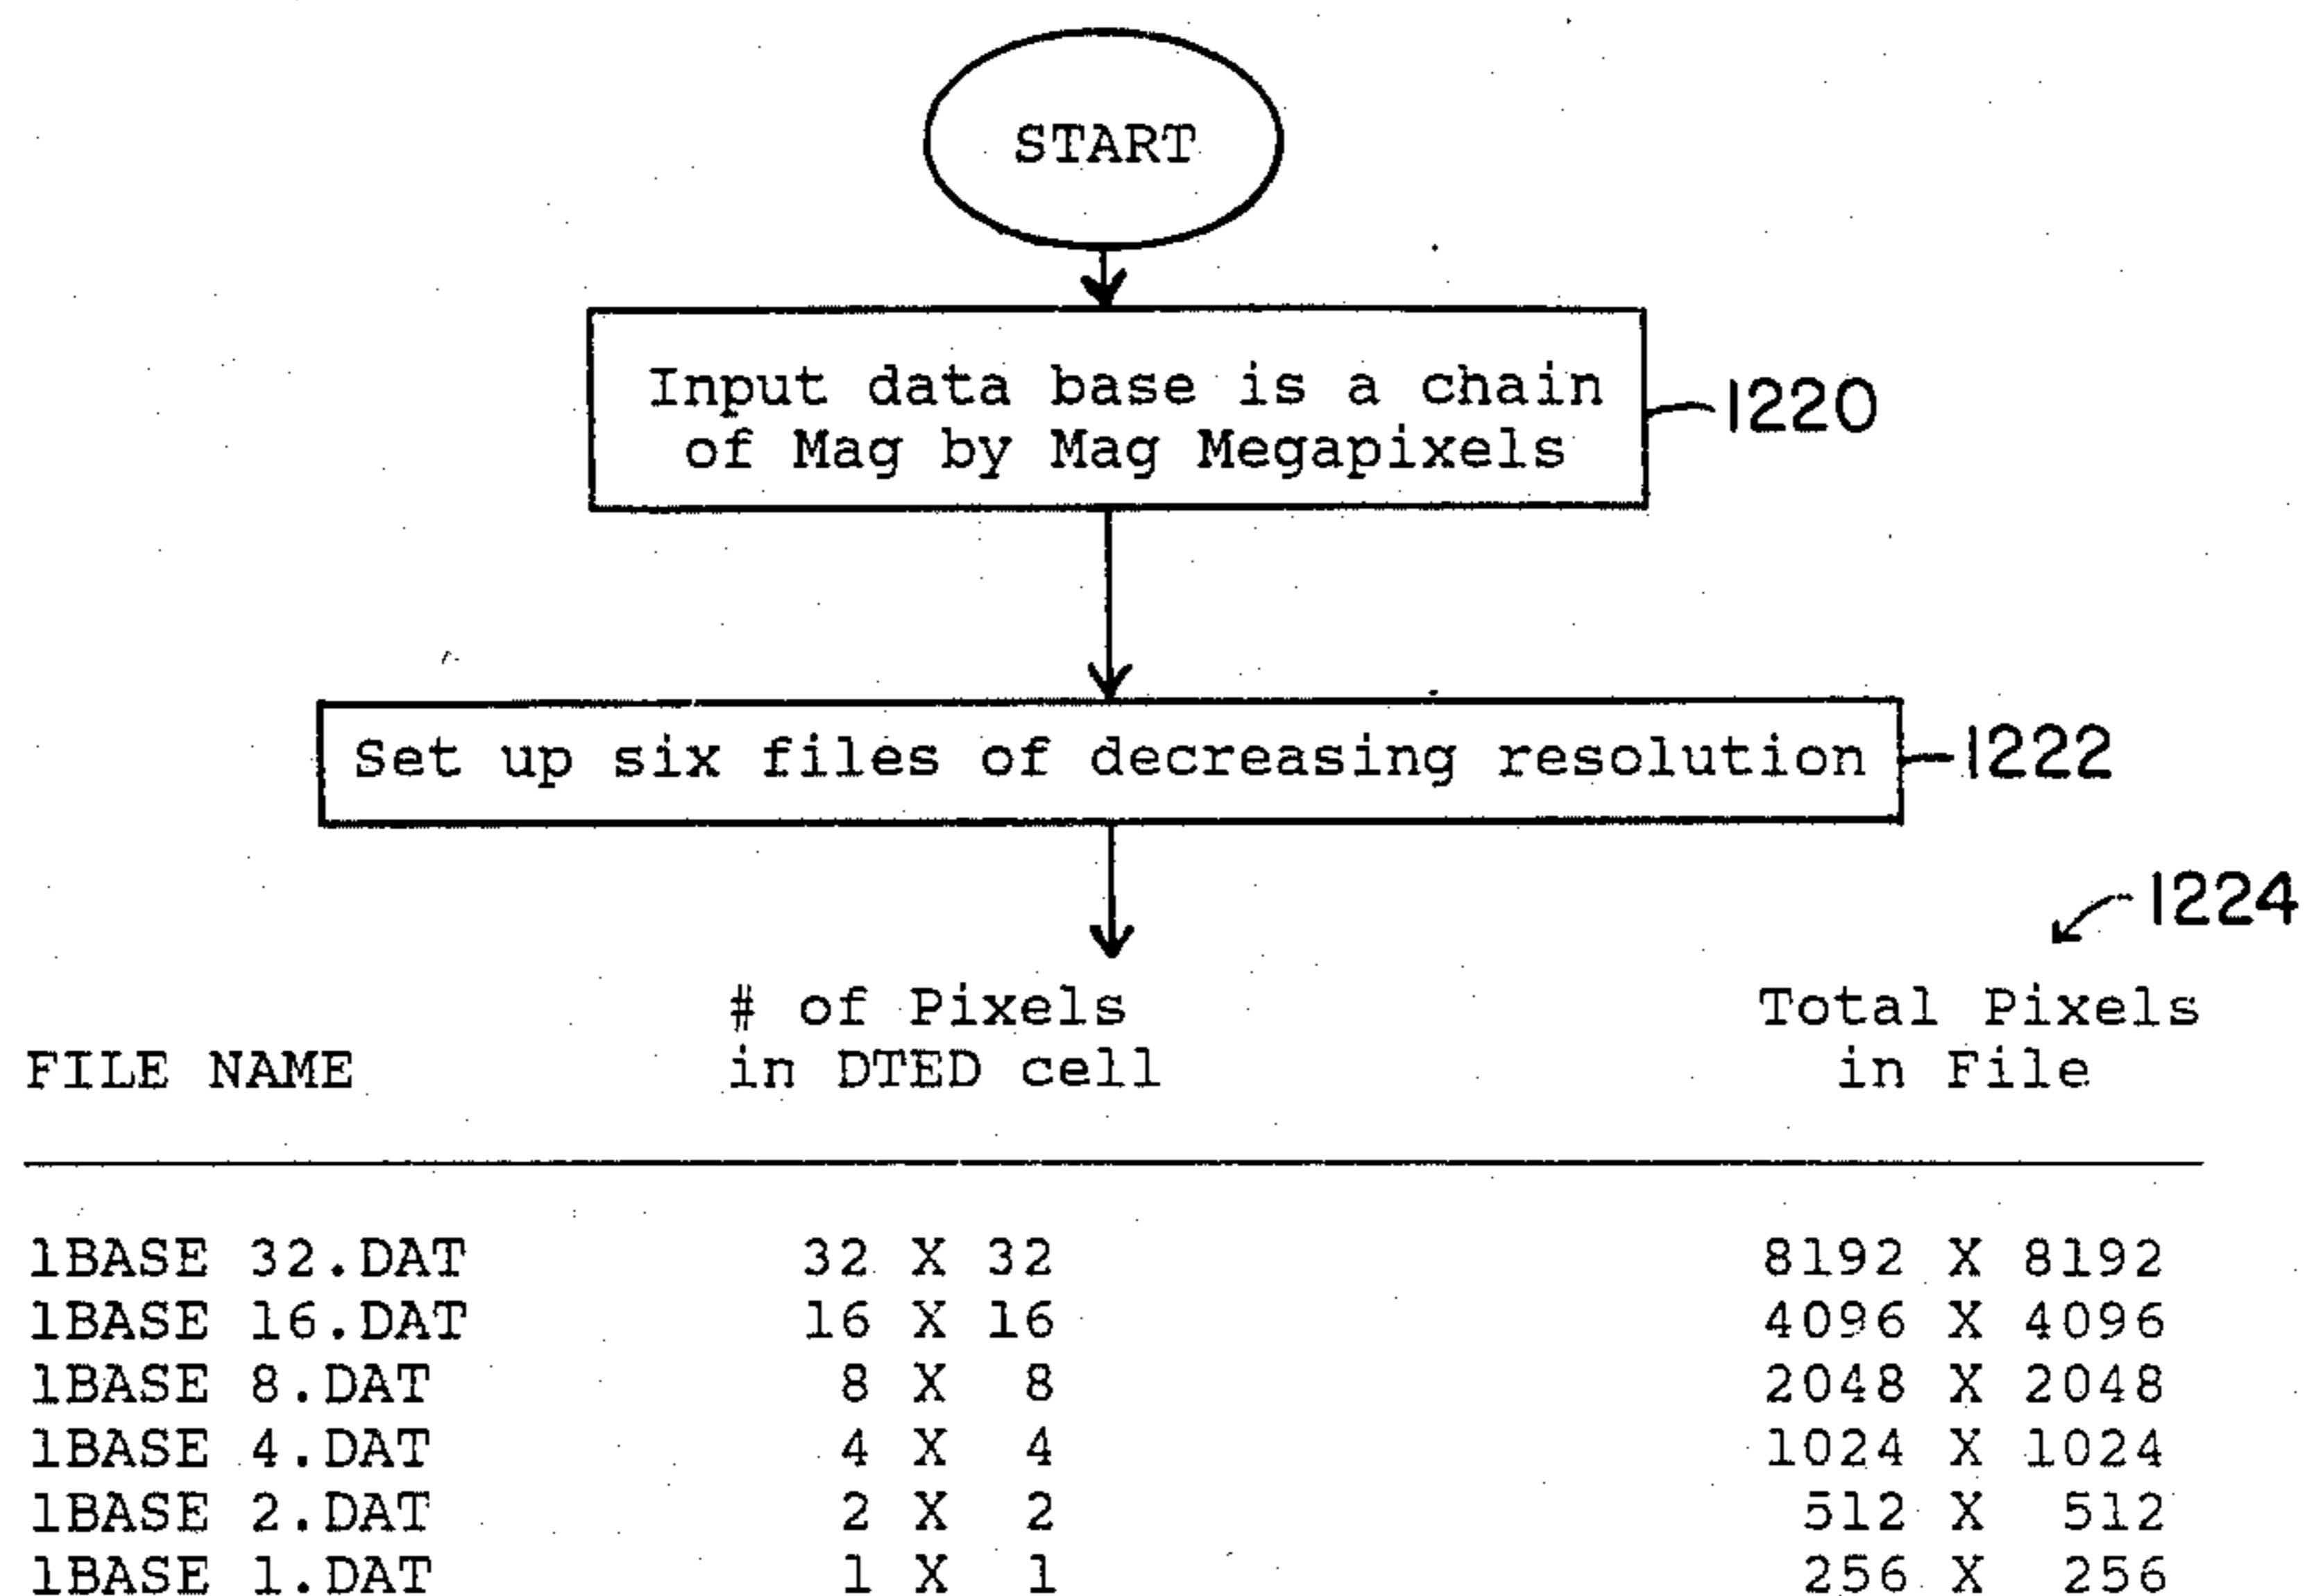 START
Input data base is a chain
of Mag by Mag Megapixels
1220
Set up six files of decreasing resolution
1222
1224
# of Pixels Total Pixels
FILE NAME in DTED cell in File
1BASE 32.DAT 32 X 32 8192 X 8192
1BASE 16.DAT 16 X 16 4096 X 4096
1BASE 8.DAT 8 X 8 2048 X 2048
1BASE 4.DAT 4 X 4 1024 X 1024
1BASE 2.DAT 2 X 2 512 X 512
1BASE 1.DAT 1 X 1 256 X 256